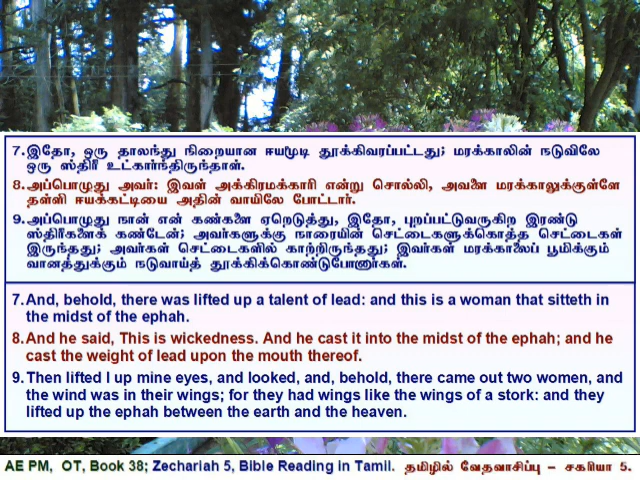 7. இதோ, ஒரு தாலந்து நிறையான ஈயமூடி தூக்கிவரப்பட்டது; மரக்காலின் நடுவிலே
ஒரு ஸ்திரீ உட்கார்ந்திருந்தாள்.
8. அப்பொழுது அவர்: இவள் அக்கிரமக்காரி என்று சொல்லி, அவளை மரக்காலுக்குள்ளே
தள்ளி ஈயக்கட்டியை அதின் வாயிலே போட்டார்.
9. அப்பொழுது நான் என் கண்களை ஏறெடுத்து, இதோ, புறப்பட்டுவருகிற இரண்டு
ஸ்திரீகளைக் கண்டேன்; அவர்களுக்கு நாரையின் செட்டைகளுக்கொத்த செட்டைகள்
இருந்தது; அவர்கள் செட்டைகளில் காற்றிருந்தது; இவர்கள் மரக்காலைப் பூமிக்கும்
வானத்துக்கும் நடுவாய்த் தூக்கிக்கொண்டுபோனார்கள்.
7. And, behold, there was lifted up a talent of lead: and this is a woman that sitteth in
the midst of the ephah.
8. And he said, This is wickedness. And he cast it into the midst of the ephah; and he
cast the weight of lead upon the mouth thereof.
9. Then lifted I up mine eyes, and looked, and, behold, there came out two women, and
the wind was in their wings; for they had wings like the wings of a stork: and they
lifted up the ephah between the earth and the heaven.
AE PM, OT, Book 38; Zechariah 5, Bible Reading in Tamil. தமிழில் வேதவாசிப்பு – சகரியா 5.